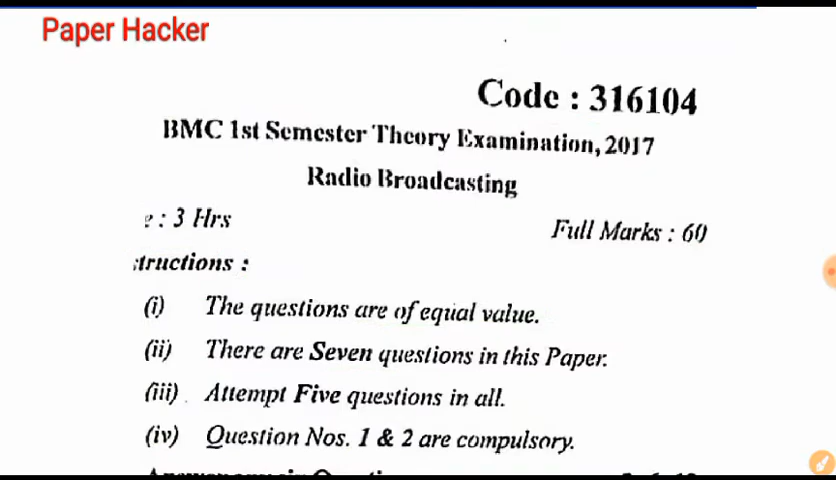 Paper Hacker
Code : 316104
BMC 1st Semester Theory Examination, 2017
Radio Broadcasting
e : 3 Hrs
Full Marks : 60
tructions :
(i) The questions are of equal value.
(ii) There are Seven questions in this Paper.
(iii) Attempt Five questions in all.
(iv) Question Nos. 1 & 2 are compulsory.